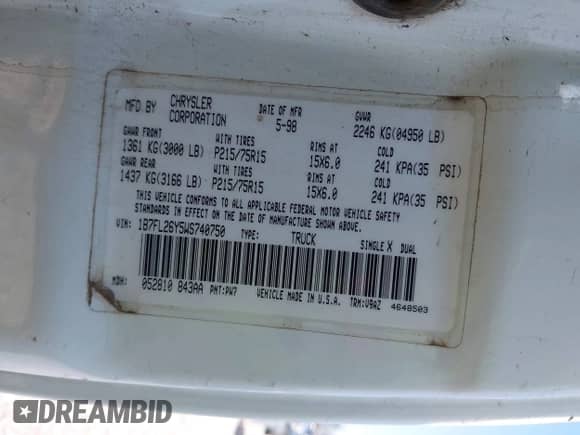 MFD BY CHRYSLER CORPORATION DATE OF MFR 5-98 GVWR 2246 KG(04950 LB)
GAWR FRONT WITH TIRES RIMS AT COLD
1361 KG(3000 LB) P215/75R15 15X6.0 241 KPA(35 PSI)
GAWR REAR WITH TIRES RIMS AT COLD
1437 KG(3166 LB) P215/75R15 15X6.0 241 KPA(35 PSI)
THIS VEHICLE CONFORMS TO ALL APPLICABLE FEDERAL MOTOR VEHICLE SAFETY
STANDARDS IN EFFECT ON THE DATE OF MANUFACTURE SHOWN ABOVE.
VIN: 1B7FL26Y5WS740750 TYPE: TRUCK SINGLE X DUAL
MDH: 052810 843AA PNT:PW7 VEHICLE MADE IN U.S.A. TRM:V9AZ 4648503
DREAMBID